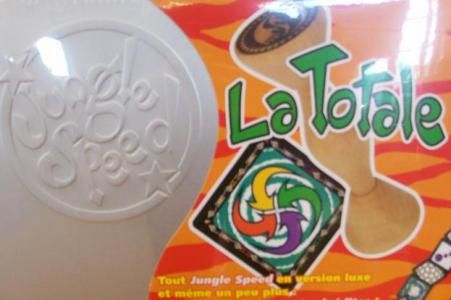 Jungle
Speed
La Totale
Tout Jungle Speed en version luxe
et même un peu plus...